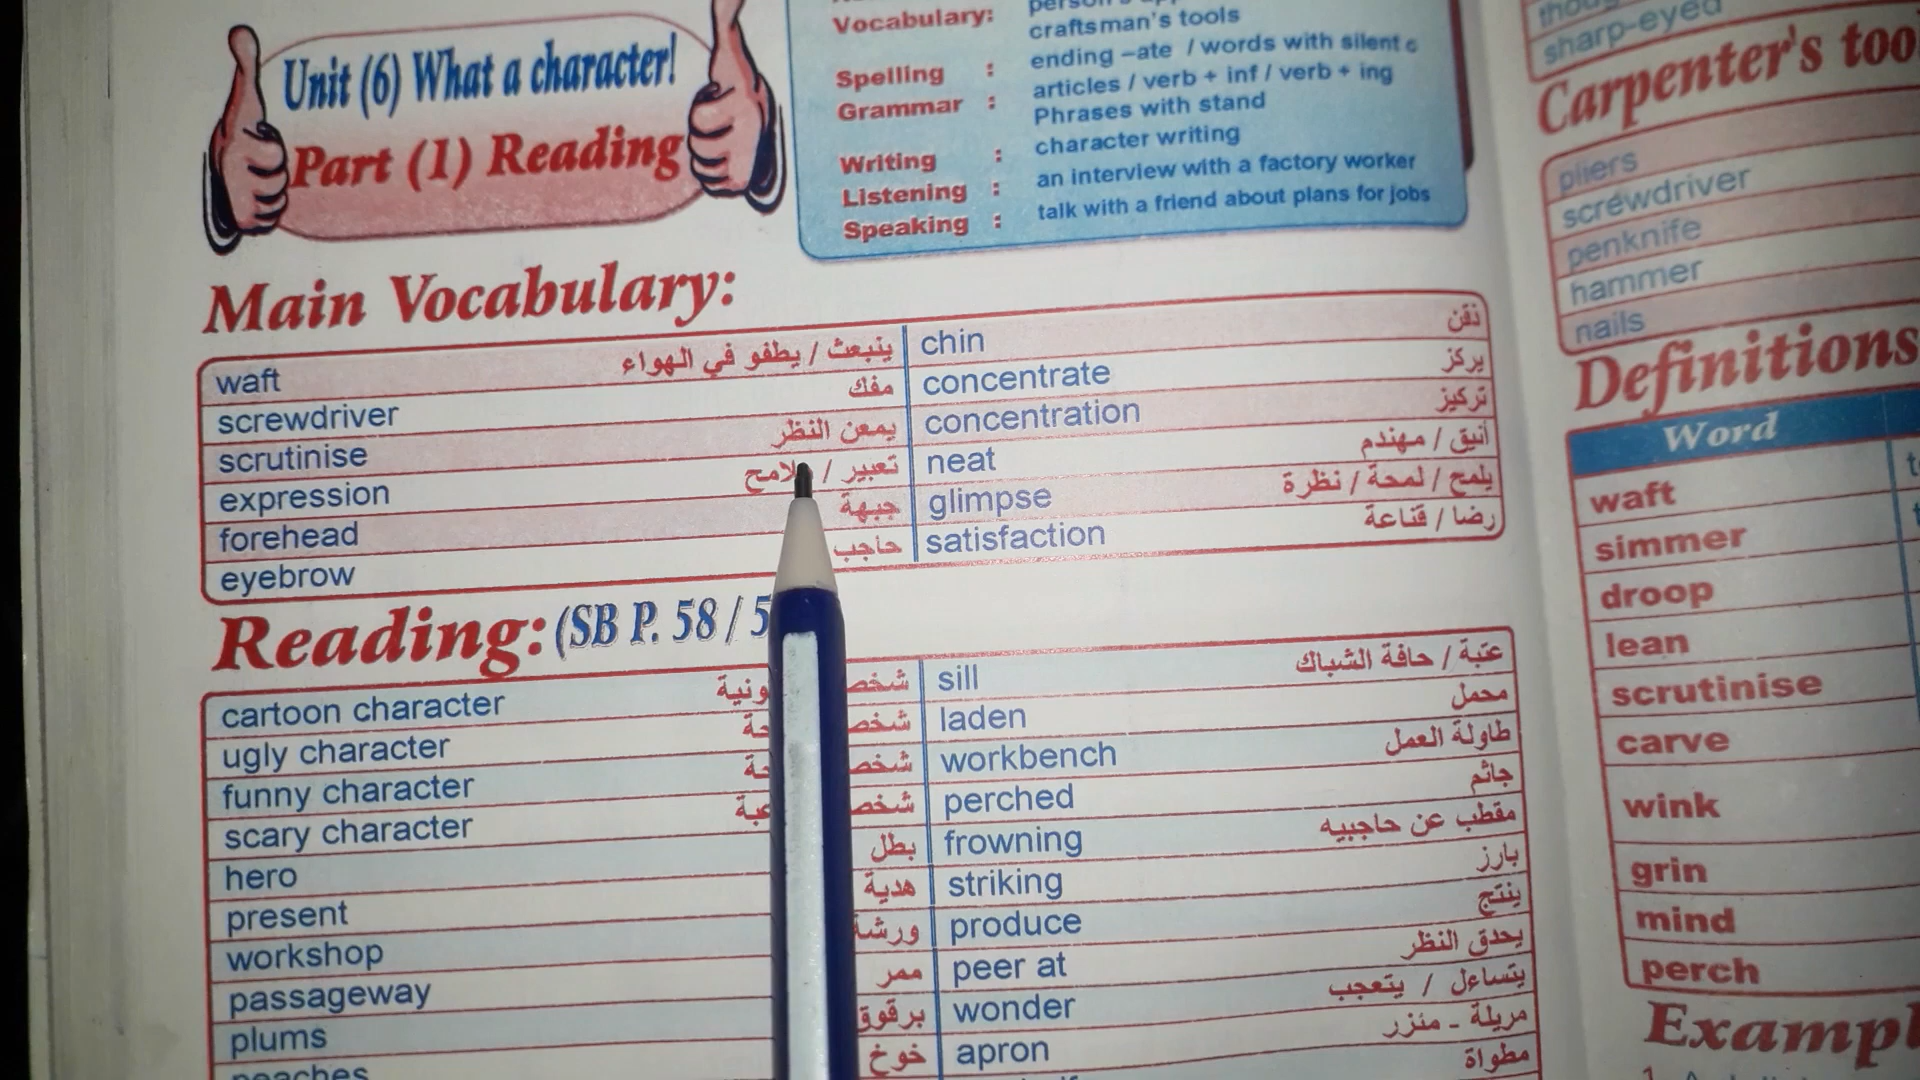 Unit (6) What a character!
Part (1) Reading
Vocabulary:
craftsman's tools
Spelling : ending –ate / words with silent c
Grammar : articles / verb + inf / verb + ing
Phrases with stand
Writing : character writing
Listening : an interview with a factory worker
Speaking : talk with a friend about plans for jobs
Main Vocabulary:
waft ينبعث / يطفو في الهواء chin ذقن
screwdriver مفك concentrate يركز
scrutinise يمعن النظر concentration تركيز
expression تعبير / neat أنيق / مهندم
forehead جبهة glimpse يلمح / لمحة / نظرة
eyebrow حاجب satisfaction رضا / قناعة
Reading: (SB P. 58 / 5
cartoon character sill عتبة / حافة الشباك
ugly character laden محمل
funny character workbench طاولة العمل
scary character perched جاثم
hero بطل frowning مقطب عن حاجبيه
present هدية striking بارز
workshop produce ينتج
passageway ممر peer at يحدق النظر
plums برقوق wonder يتساءل / يتعجب
peaches خوخ apron مريلة - مئزر
مطواة
sharp-eyed
Carpenter's
pliers
screwdriver
penknife
hammer
nails
Definitions
Word
waft
simmer
droop
lean
scrutinise
carve
wink
grin
mind
perch